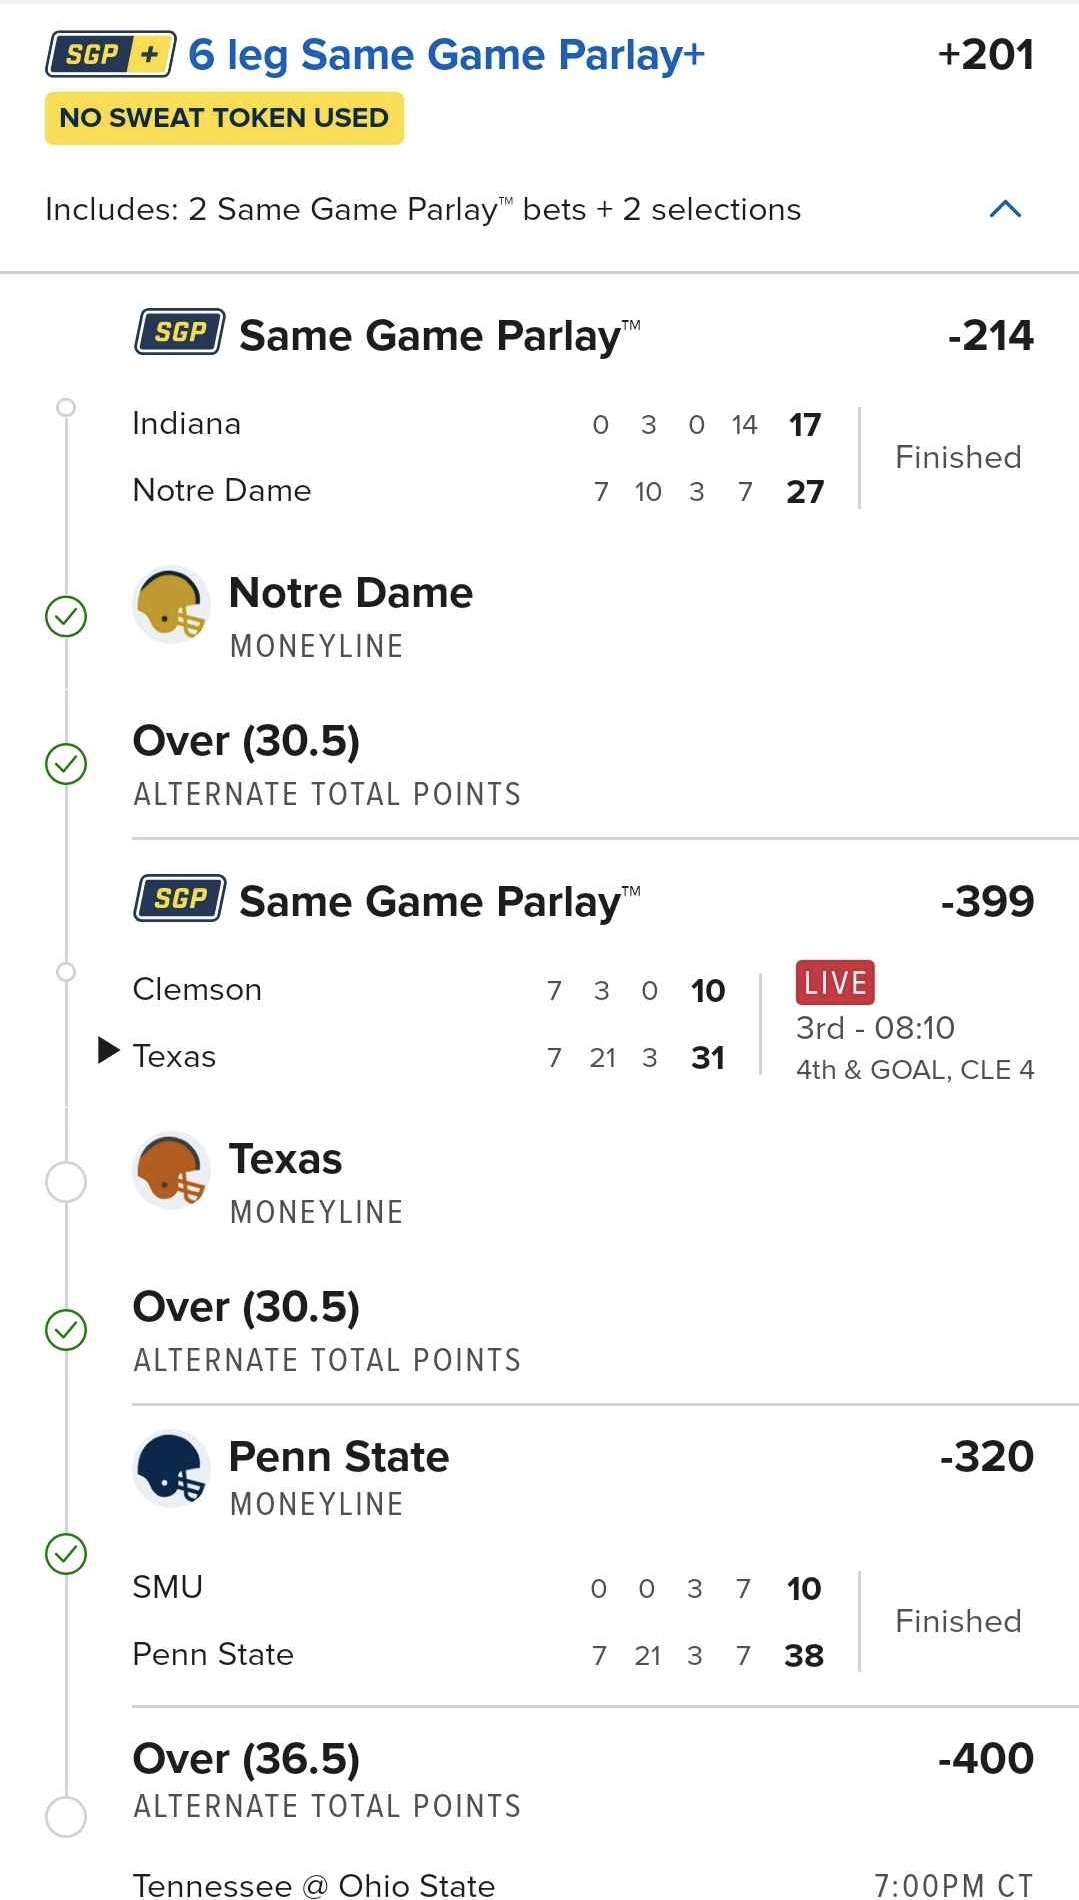 SGP + 6 leg Same Game Parlay+ +201
NO SWEAT TOKEN USED
Includes: 2 Same Game Parlay™ bets + 2 selections
SGP Same Game Parlay™ -214
Indiana 0 3 0 14 17
Finished
Notre Dame 7 10 3 7 27
Notre Dame
MONEYLINE
Over (30.5)
ALTERNATE TOTAL POINTS
SGP Same Game Parlay™ -399
Clemson 7 3 0 10
LIVE
3rd - 08:10
Texas 7 21 3 31
4th & GOAL, CLE 4
Texas
MONEYLINE
Over (30.5)
ALTERNATE TOTAL POINTS
Penn State -320
MONEYLINE
SMU 0 0 3 7 10
Finished
Penn State 7 21 3 7 38
Over (36.5) -400
ALTERNATE TOTAL POINTS
Tennessee @ Ohio State 7:00PM CT